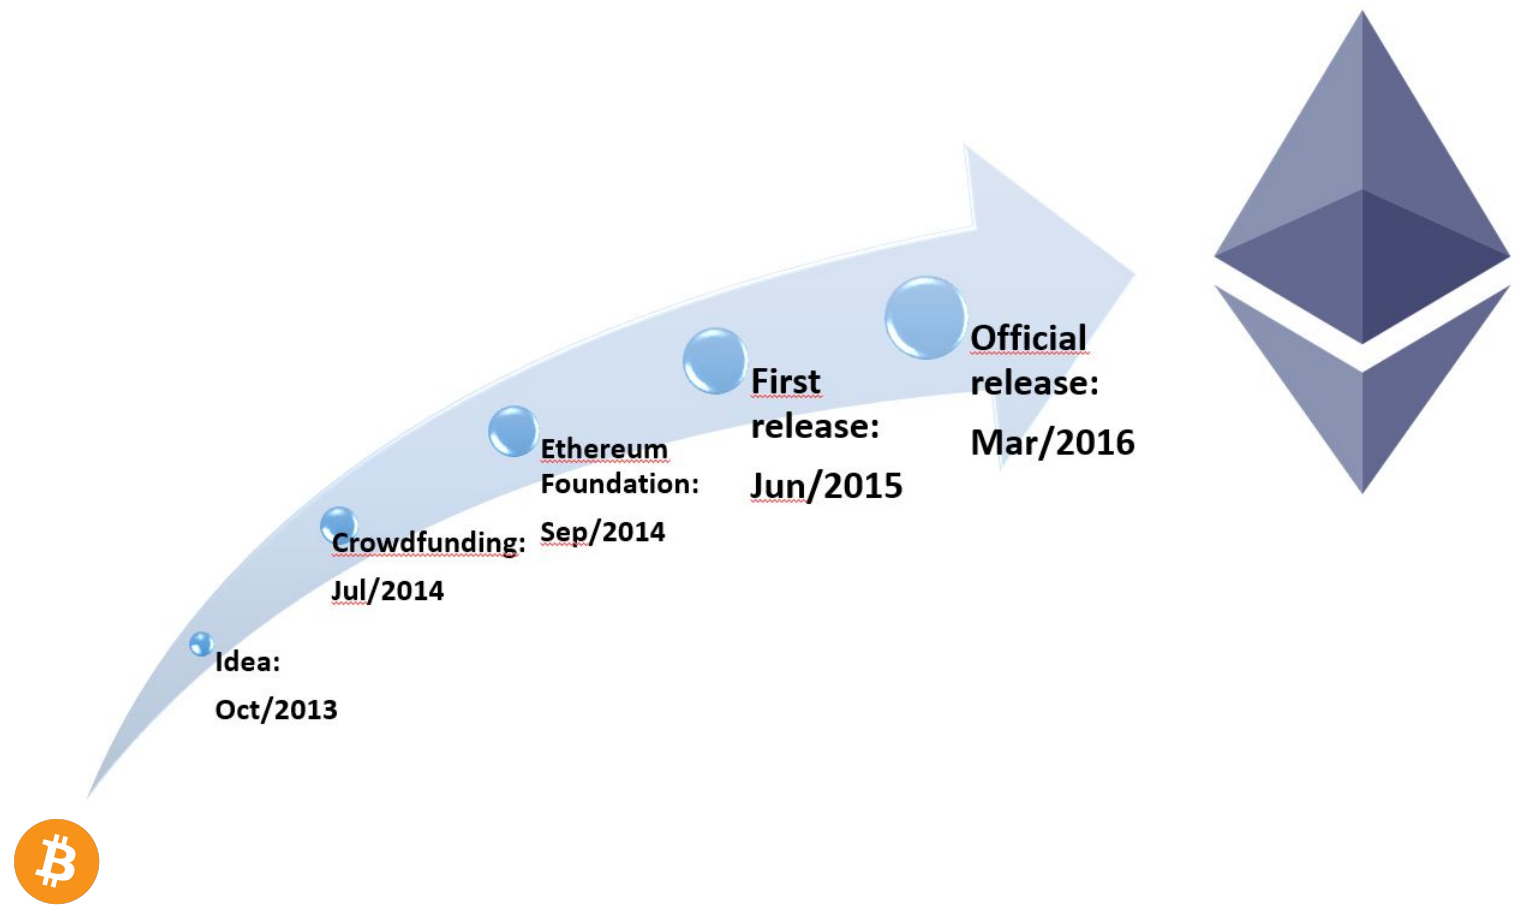 Idea:
Oct/2013
Crowdfunding:
Jul/2014
Ethereum
Foundation:
Sep/2014
First
release:
Jun/2015
Official
release:
Mar/2016